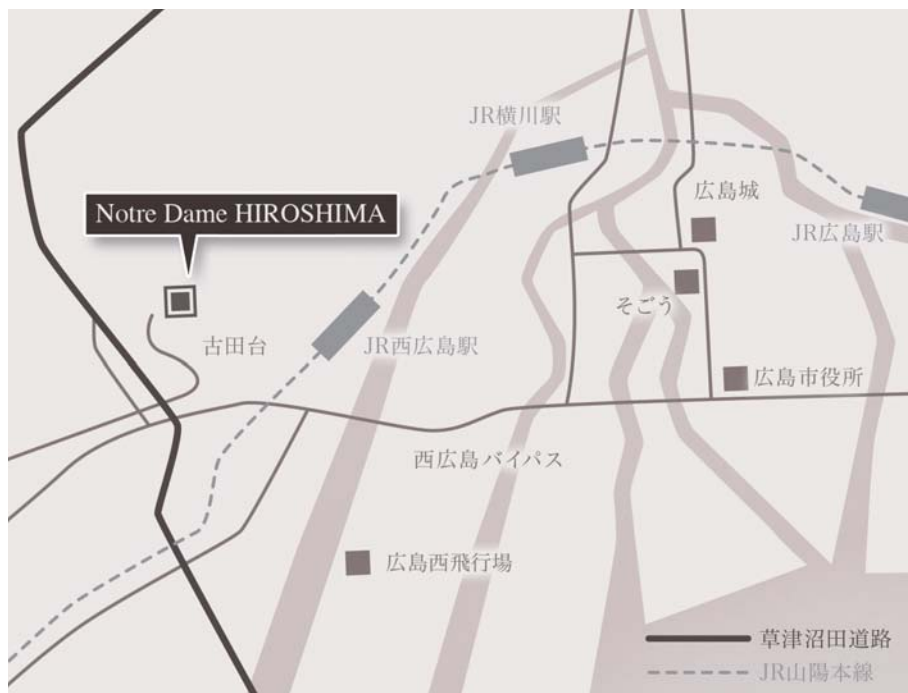 JR横川駅
広島城
Notre Dame HIROSHIMA
JR広島駅
そごう
古田台
JR西広島駅
広島市役所
西広島バイパス
広島西飛行場
草津沼田道路
JR山陽本線